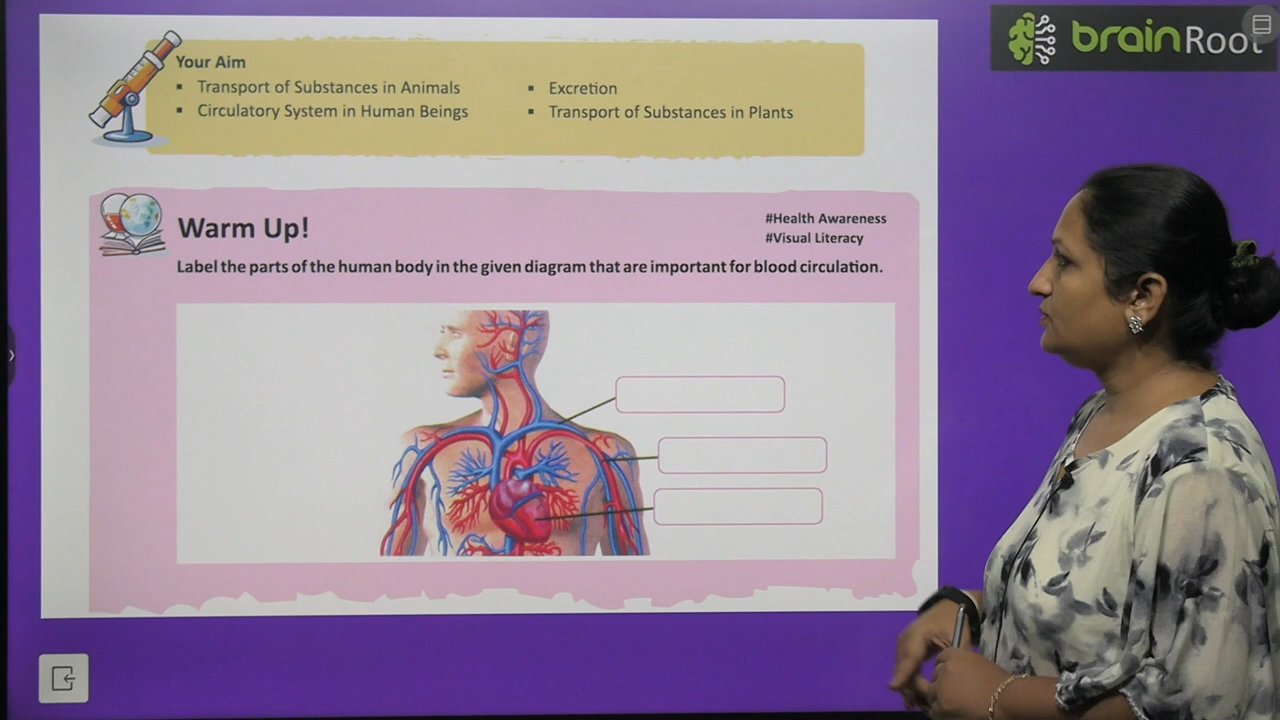 brainRoot
Your Aim
▪ Transport of Substances in Animals
▪ Circulatory System in Human Beings
▪ Excretion
▪ Transport of Substances in Plants
Warm Up!
#Health Awareness
#Visual Literacy
Label the parts of the human body in the given diagram that are important for blood circulation.